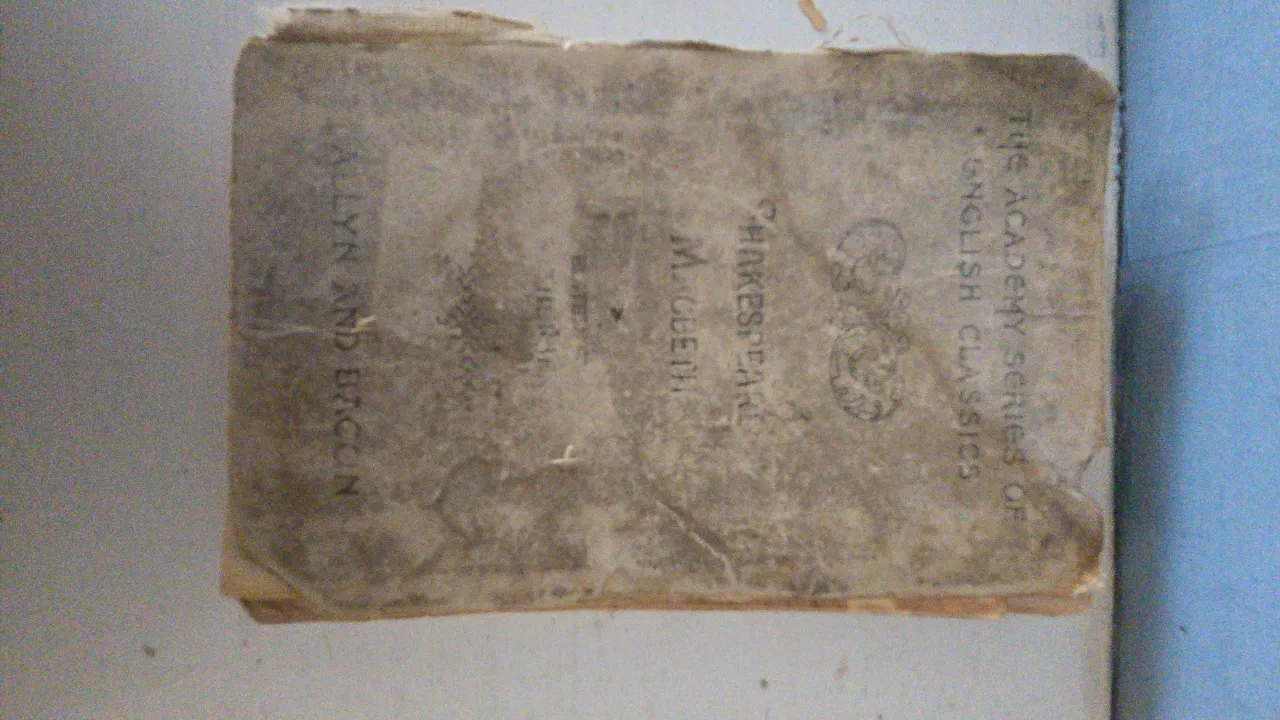 THE ACADEMY SERIES OF
ENGLISH CLASSICS
SHAKESPEARE
MACBETH
ALLYN AND BACON